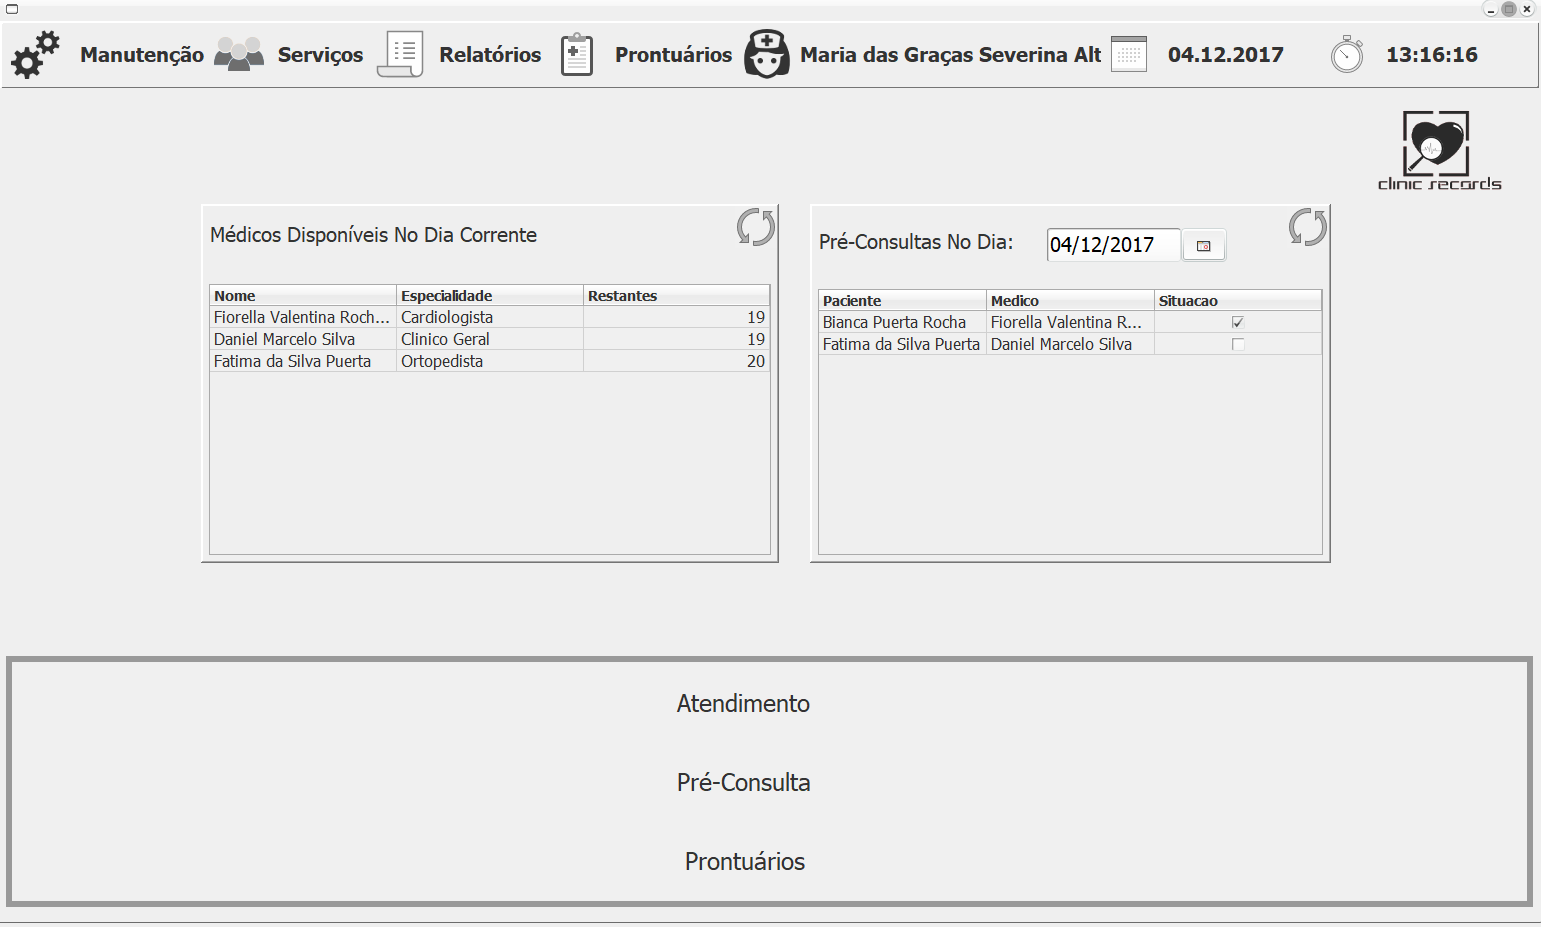 Manutenção Serviços Relatórios Prontuários Maria das Graças Severina Alt 04.12.2017 13:16:16
clinic records
Médicos Disponíveis No Dia Corrente
Nome Especialidade Restantes
Fiorella Valentina Roch... Cardiologista 19
Daniel Marcelo Silva Clinico Geral 19
Fatima da Silva Puerta Ortopedista 20
Pré-Consultas No Dia: 04/12/2017
Paciente Medico Situacao
Bianca Puerta Rocha Fiorella Valentina R...
Fatima da Silva Puerta Daniel Marcelo Silva
Atendimento
Pré-Consulta
Prontuários